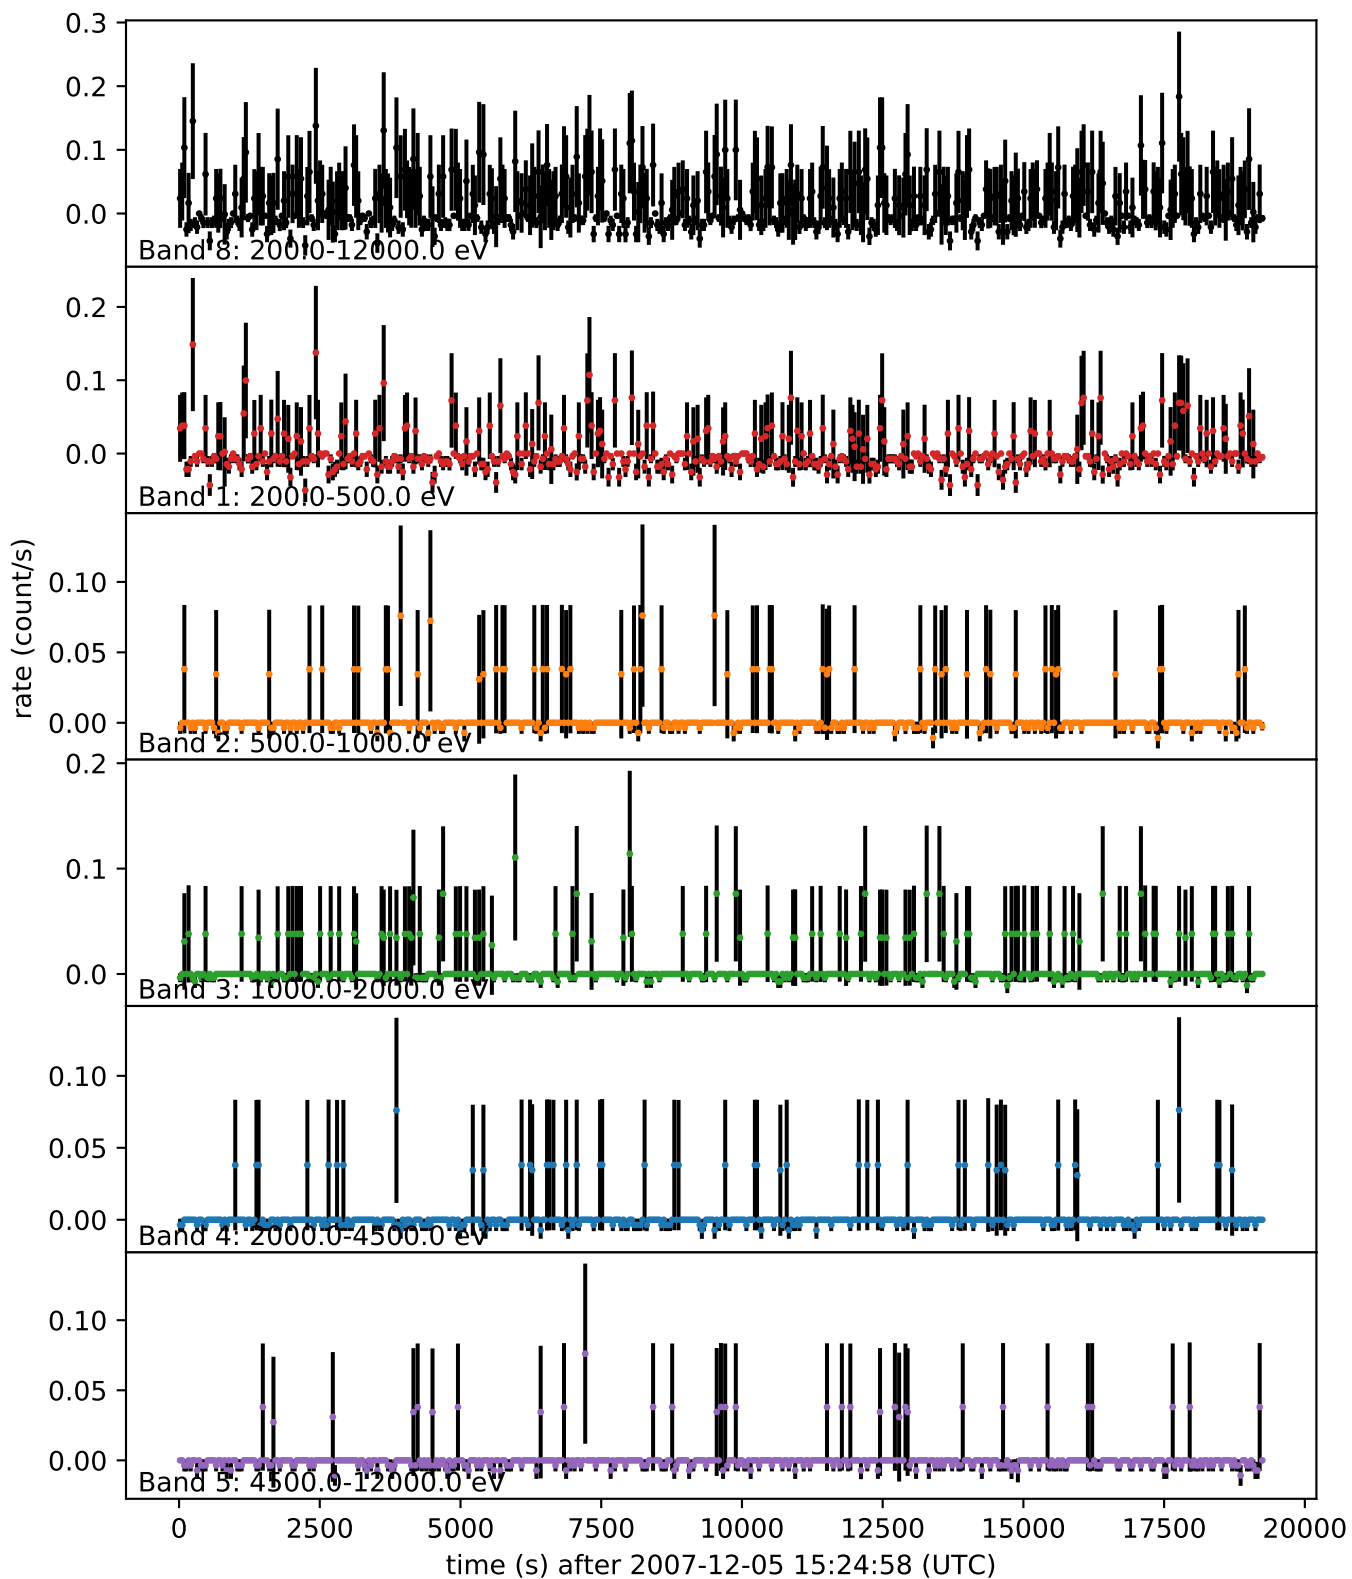 0.3
0.2
0.1
0.0
Band 8: 200.0-12000.0 eV
0.2
0.1
0.0
Band 1: 200.0-500.0 eV
0.10
0.05
0.00
Band 2: 500.0-1000.0 eV
rate (count/s)
0.2
0.1
0.0
Band 3: 1000.0-2000.0 eV
0.10
0.05
0.00
Band 4: 2000.0-4500.0 eV
0.10
0.05
0.00
Band 5: 4500.0-12000.0 eV
0 2500 5000 7500 10000 12500 15000 17500 20000
time (s) after 2007-12-05 15:24:58 (UTC)